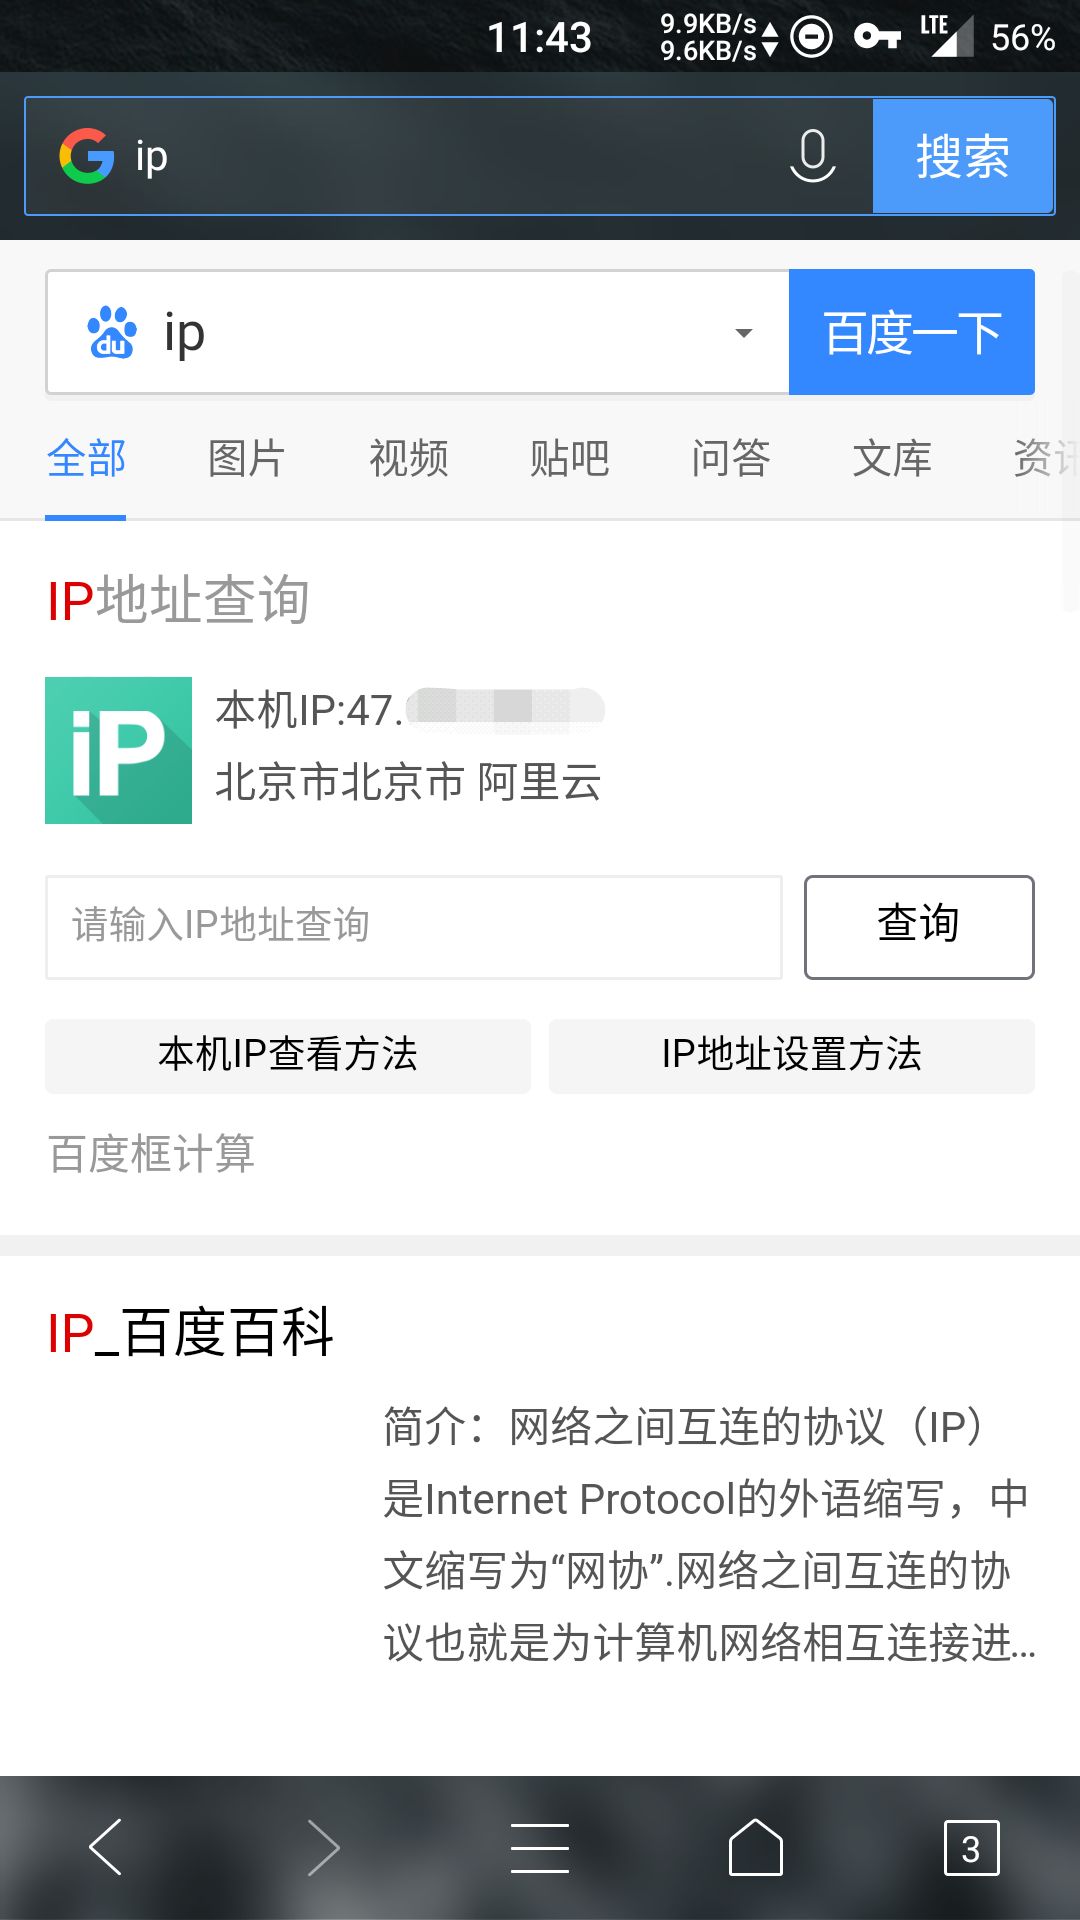 11:43
9.9KB/s
9.6KB/s
LTE
56%
ip
搜索
du
ip
百度一下
全部
图片
视频
贴吧
问答
文库
资讯
IP地址查询
iP
本机IP:47.
北京市北京市 阿里云
请输入IP地址查询
查询
本机IP查看方法
IP地址设置方法
百度框计算
IP_百度百科
简介：网络之间互连的协议（IP）
是Internet Protocol的外语缩写，中
文缩写为“网协”.网络之间互连的协
议也就是为计算机网络相互连接进...
3